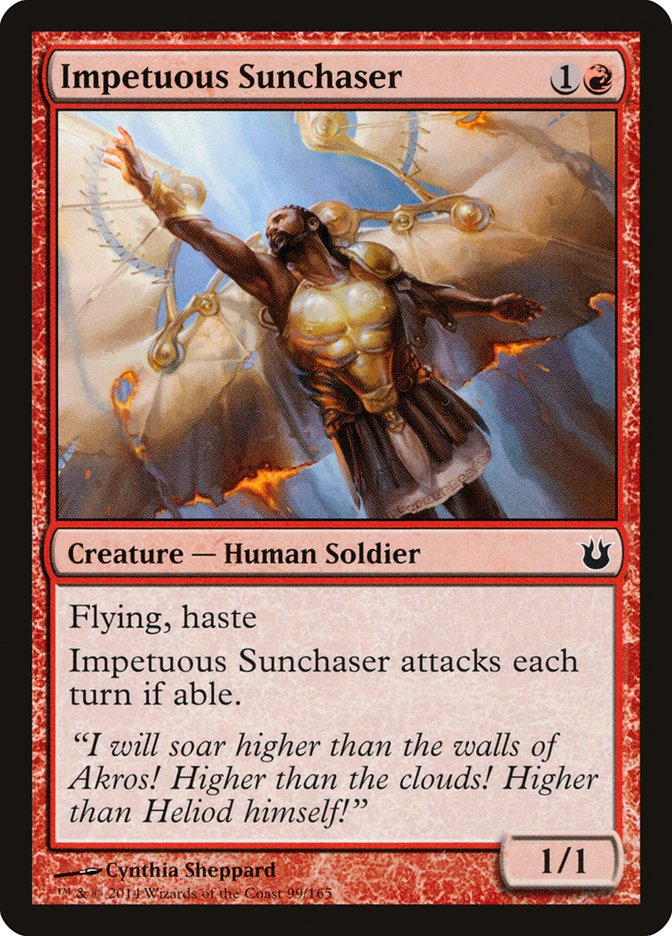 Impetuous Sunchaser 1
Creature — Human Soldier
Flying, haste
Impetuous Sunchaser attacks each
turn if able.
“I will soar higher than the walls of
Akros! Higher than the clouds! Higher
than Heliod himself!”
1/1
Cynthia Sheppard
™ & © 2014 Wizards of the Coast 99/165